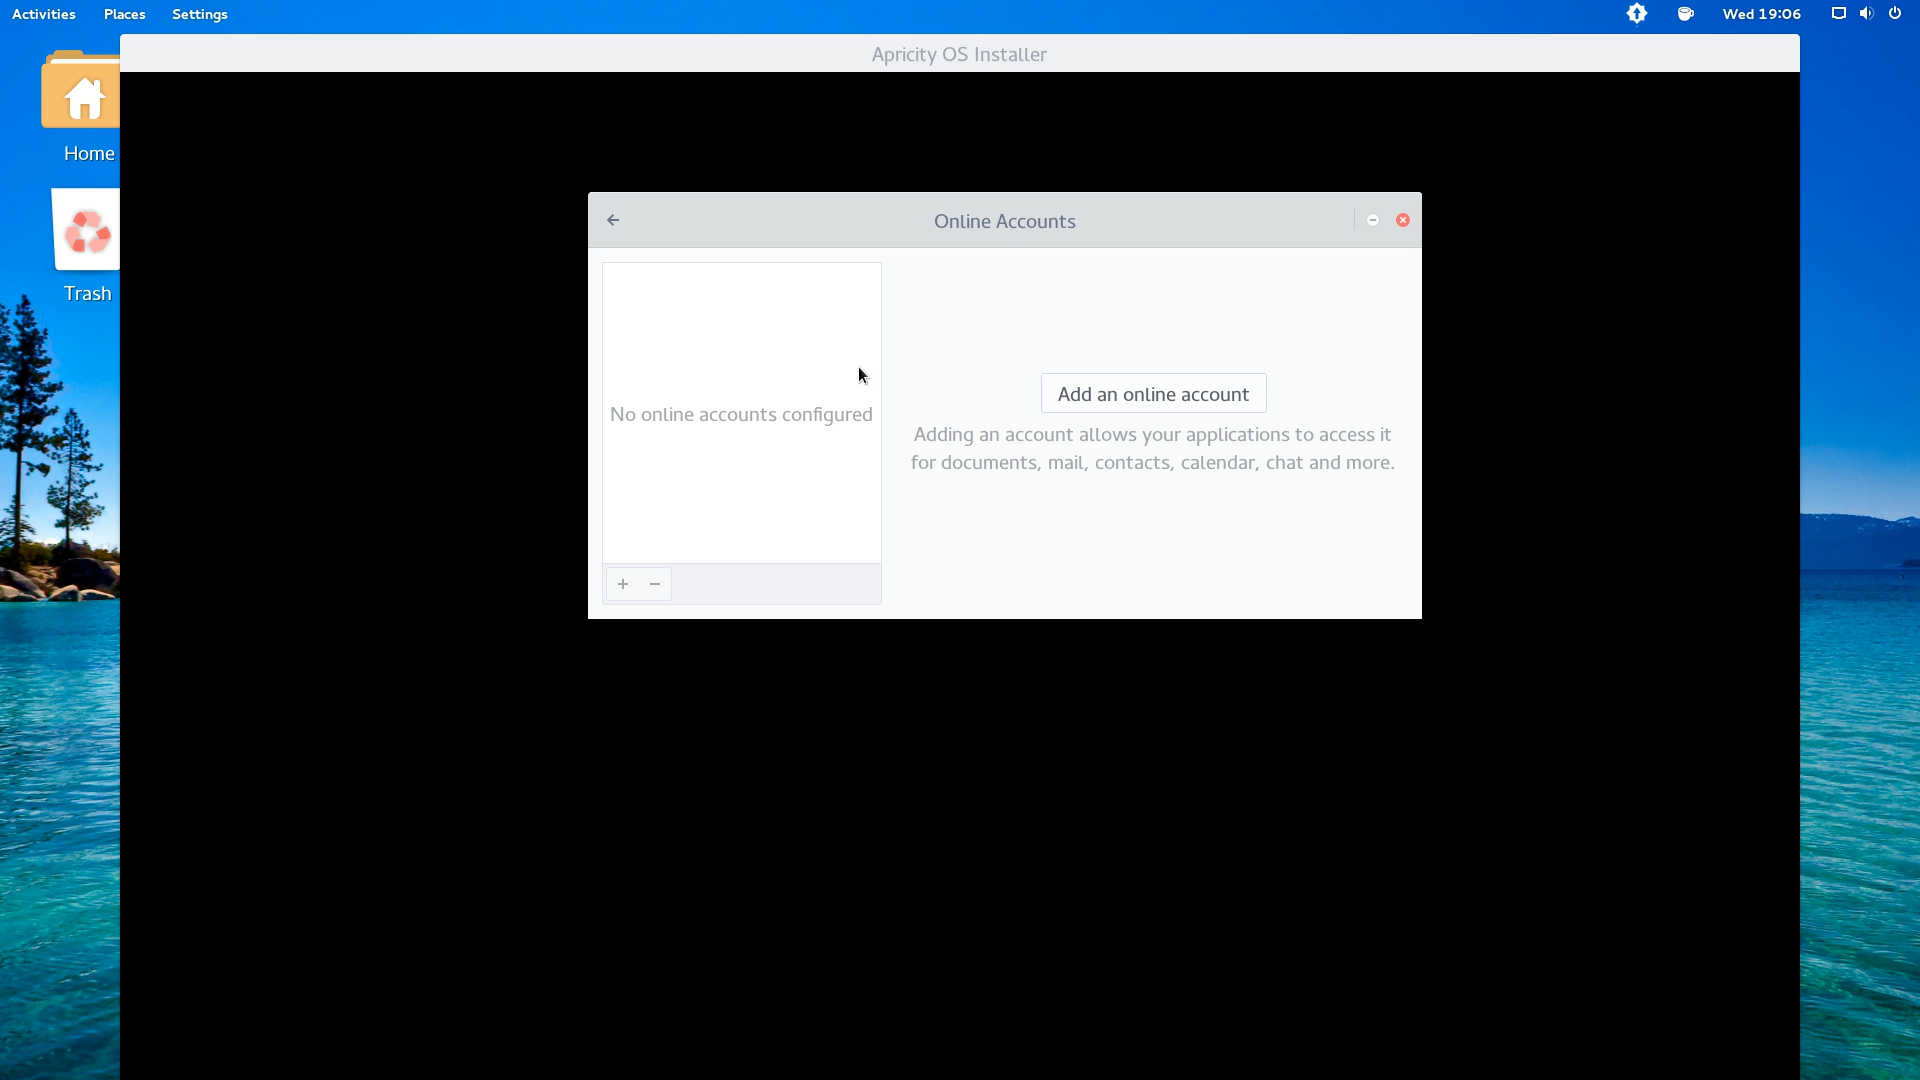 Activities Places Settings Wed 19:06
Apricity OS Installer
Home
Trash
Online Accounts
No online accounts configured
Add an online account
Adding an account allows your applications to access it
for documents, mail, contacts, calendar, chat and more.